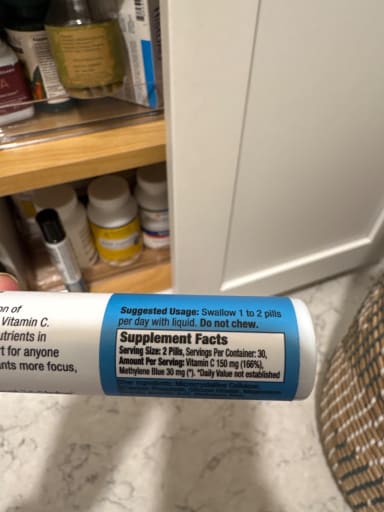 on of
Vitamin C.
utrients in
rt for anyone
ants more focus,
Suggested Usage: Swallow 1 to 2 pills
per day with liquid. Do not chew.
Supplement Facts
Serving Size: 2 Pills, Servings Per Container: 30,
Amount Per Serving: Vitamin C 150 mg (166%),
Methylene Blue 30 mg (*). *Daily Value not established
Other Ingredients: Microcrystalline Cellulose,